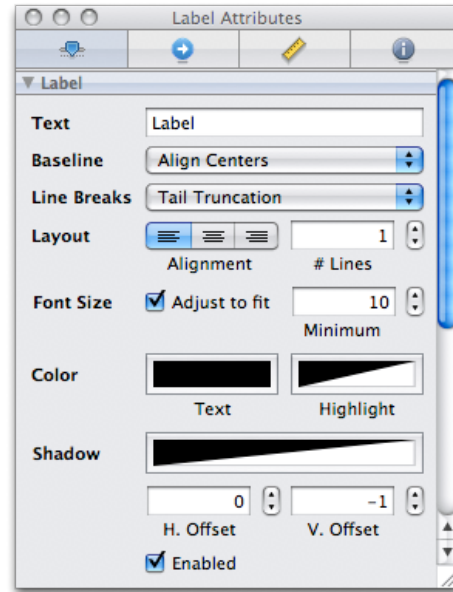 Label Attributes
Label
Text Label
Baseline Align Centers
Line Breaks Tail Truncation
Layout 1
Alignment # Lines
Font Size Adjust to fit 10
Minimum
Color
Text Highlight
Shadow
0 -1
H. Offset V. Offset
Enabled